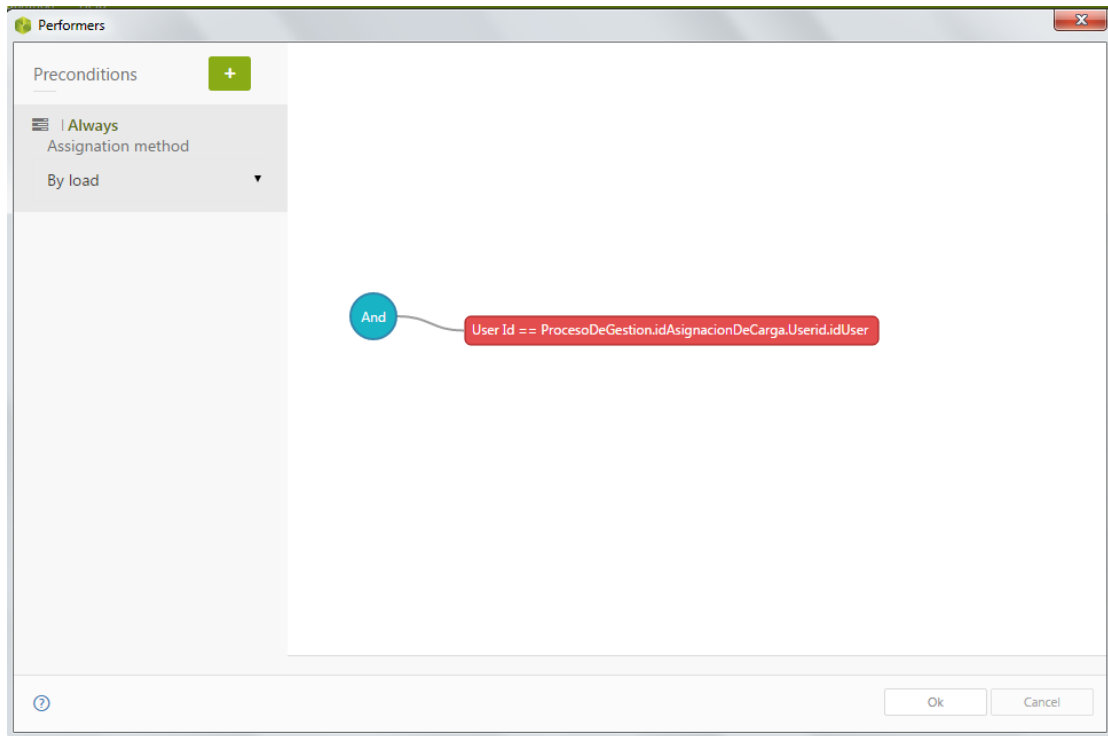 Performers
x
Preconditions
+
| Always
Assignation method
By load
And
User Id == ProcesoDeGestion.idAsignacionDeCarga.Userid.idUser
?
Ok
Cancel